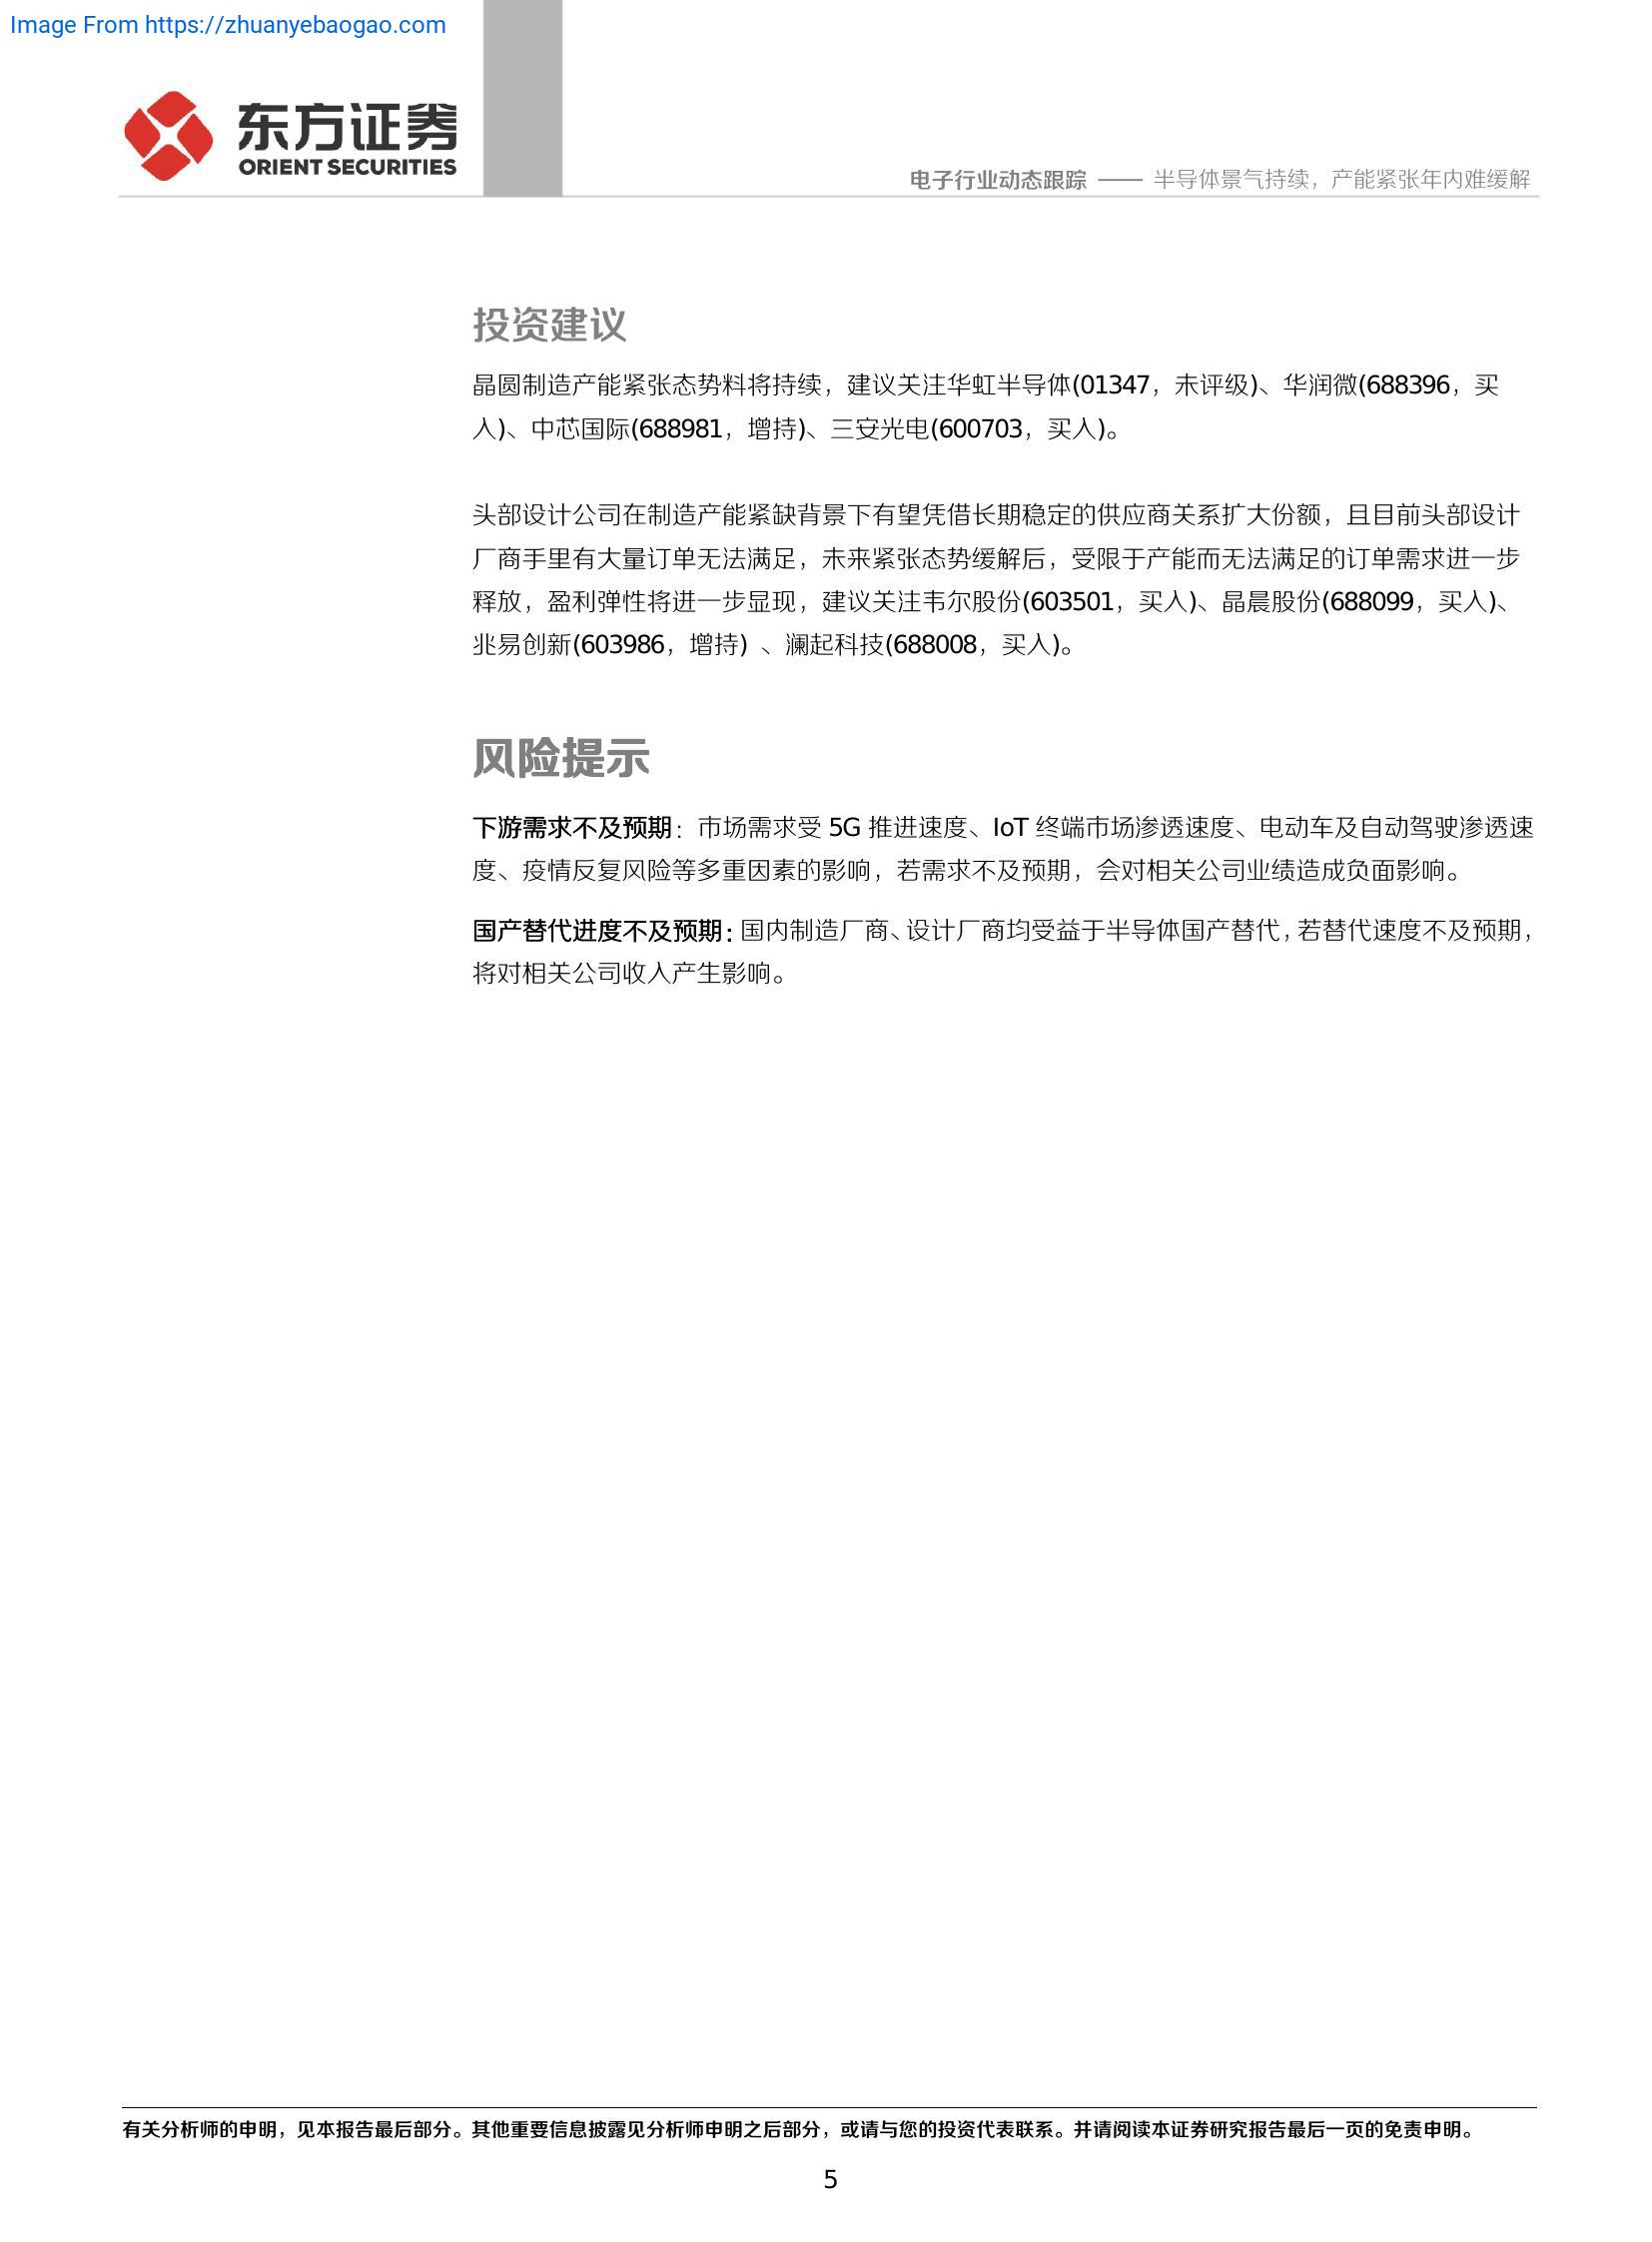 Image From https://zhuanyebaogao.com
东方证券
ORIENT SECURITIES
电子行业动态跟踪 —— 半导体景气持续，产能紧张年内难缓解
投资建议
晶圆制造产能紧张态势料将持续，建议关注华虹半导体(01347，未评级)、华润微(688396，买
入)、中芯国际(688981，增持)、三安光电(600703，买入)。
头部设计公司在制造产能紧缺背景下有望凭借长期稳定的供应商关系扩大份额，且目前头部设计
厂商手里有大量订单无法满足，未来紧张态势缓解后，受限于产能而无法满足的订单需求进一步
释放，盈利弹性将进一步显现，建议关注韦尔股份(603501，买入)、晶晨股份(688099，买入)、
兆易创新(603986，增持) 、澜起科技(688008，买入)。
风险提示
下游需求不及预期：市场需求受 5G 推进速度、IoT 终端市场渗透速度、电动车及自动驾驶渗透速
度、疫情反复风险等多重因素的影响，若需求不及预期，会对相关公司业绩造成负面影响。
国产替代进度不及预期：国内制造厂商、设计厂商均受益于半导体国产替代，若替代速度不及预期，
将对相关公司收入产生影响。
有关分析师的申明，见本报告最后部分。其他重要信息披露见分析师申明之后部分，或请与您的投资代表联系。并请阅读本证券研究报告最后一页的免责申明。
5